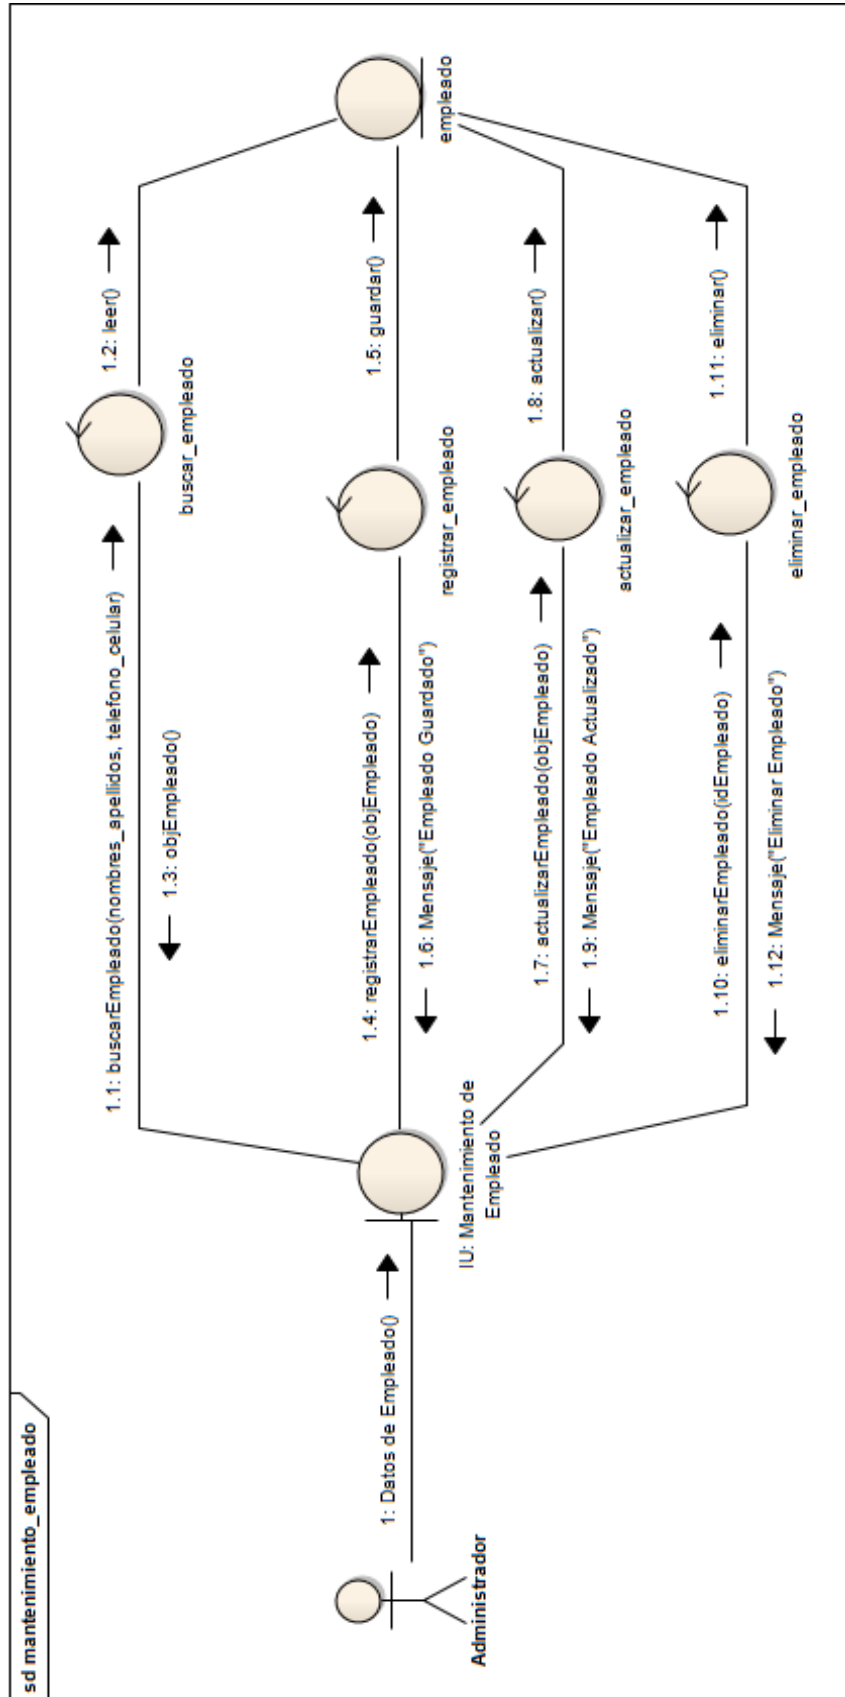 sd mantenimiento_empleado
Administrador
1: Datos de Empleado()
IU: Mantenimiento de
Empleado
1.1: buscarEmpleado(nombres_apellidos, telefono_celular)
1.3: objEmpleado()
buscar_empleado
1.2: leer()
1.4: registrarEmpleado(objEmpleado)
1.6: Mensaje("Empleado Guardado")
registrar_empleado
1.5: guardar()
1.7: actualizarEmpleado(objEmpleado)
1.9: Mensaje("Empleado Actualizado")
actualizar_empleado
1.8: actualizar()
1.10: eliminarEmpleado(idEmpleado)
1.12: Mensaje("Eliminar Empleado")
eliminar_empleado
1.11: eliminar()
empleado